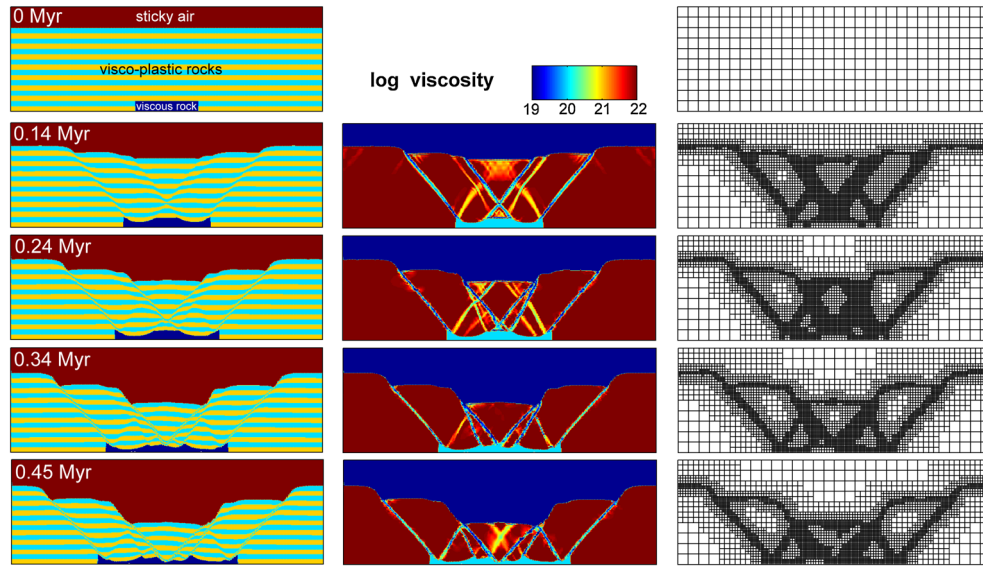 0 Myr
sticky air
visco-plastic rocks
viscous rock
log viscosity
19 20 21 22
0.14 Myr
0.24 Myr
0.34 Myr
0.45 Myr